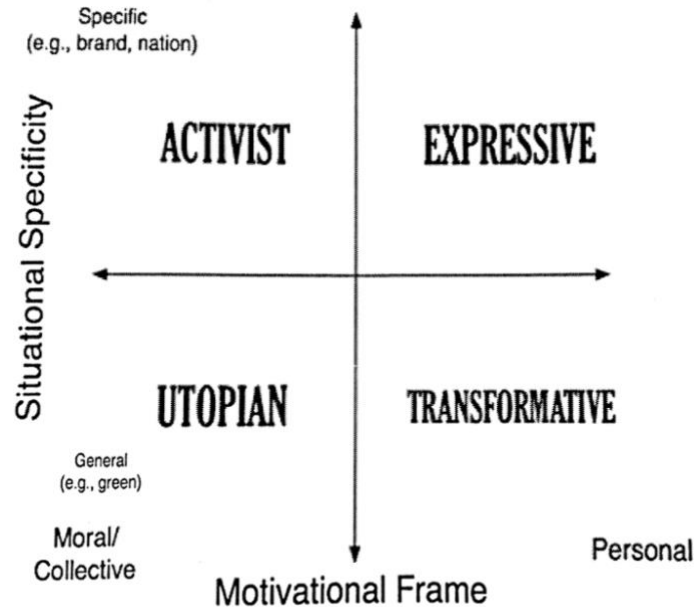 Specific
(e.g., brand, nation)
ACTIVIST
EXPRESSIVE
Situational Specificity
UTOPIAN
TRANSFORMATIVE
General
(e.g., green)
Moral/
Collective
Personal
Motivational Frame